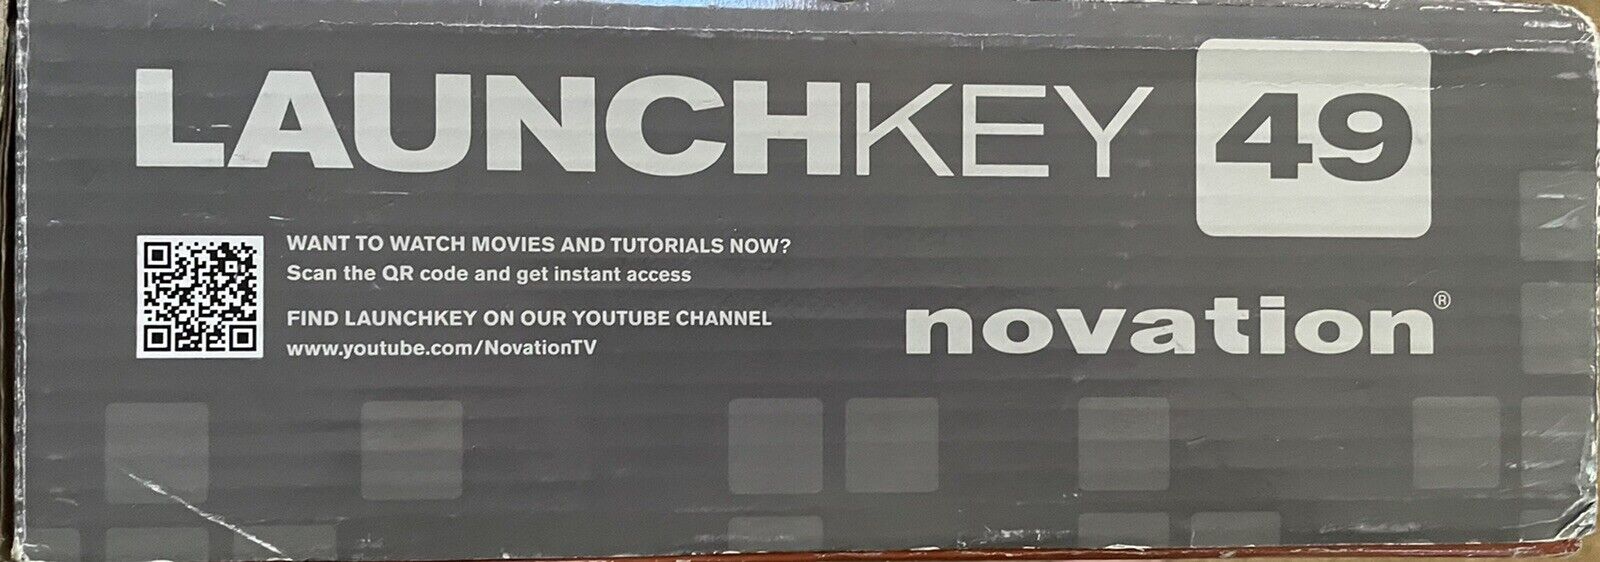 LAUNCHKEY 49
WANT TO WATCH MOVIES AND TUTORIALS NOW?
Scan the QR code and get instant access
FIND LAUNCHKEY ON OUR YOUTUBE CHANNEL
www.youtube.com/NovationTV
novation®